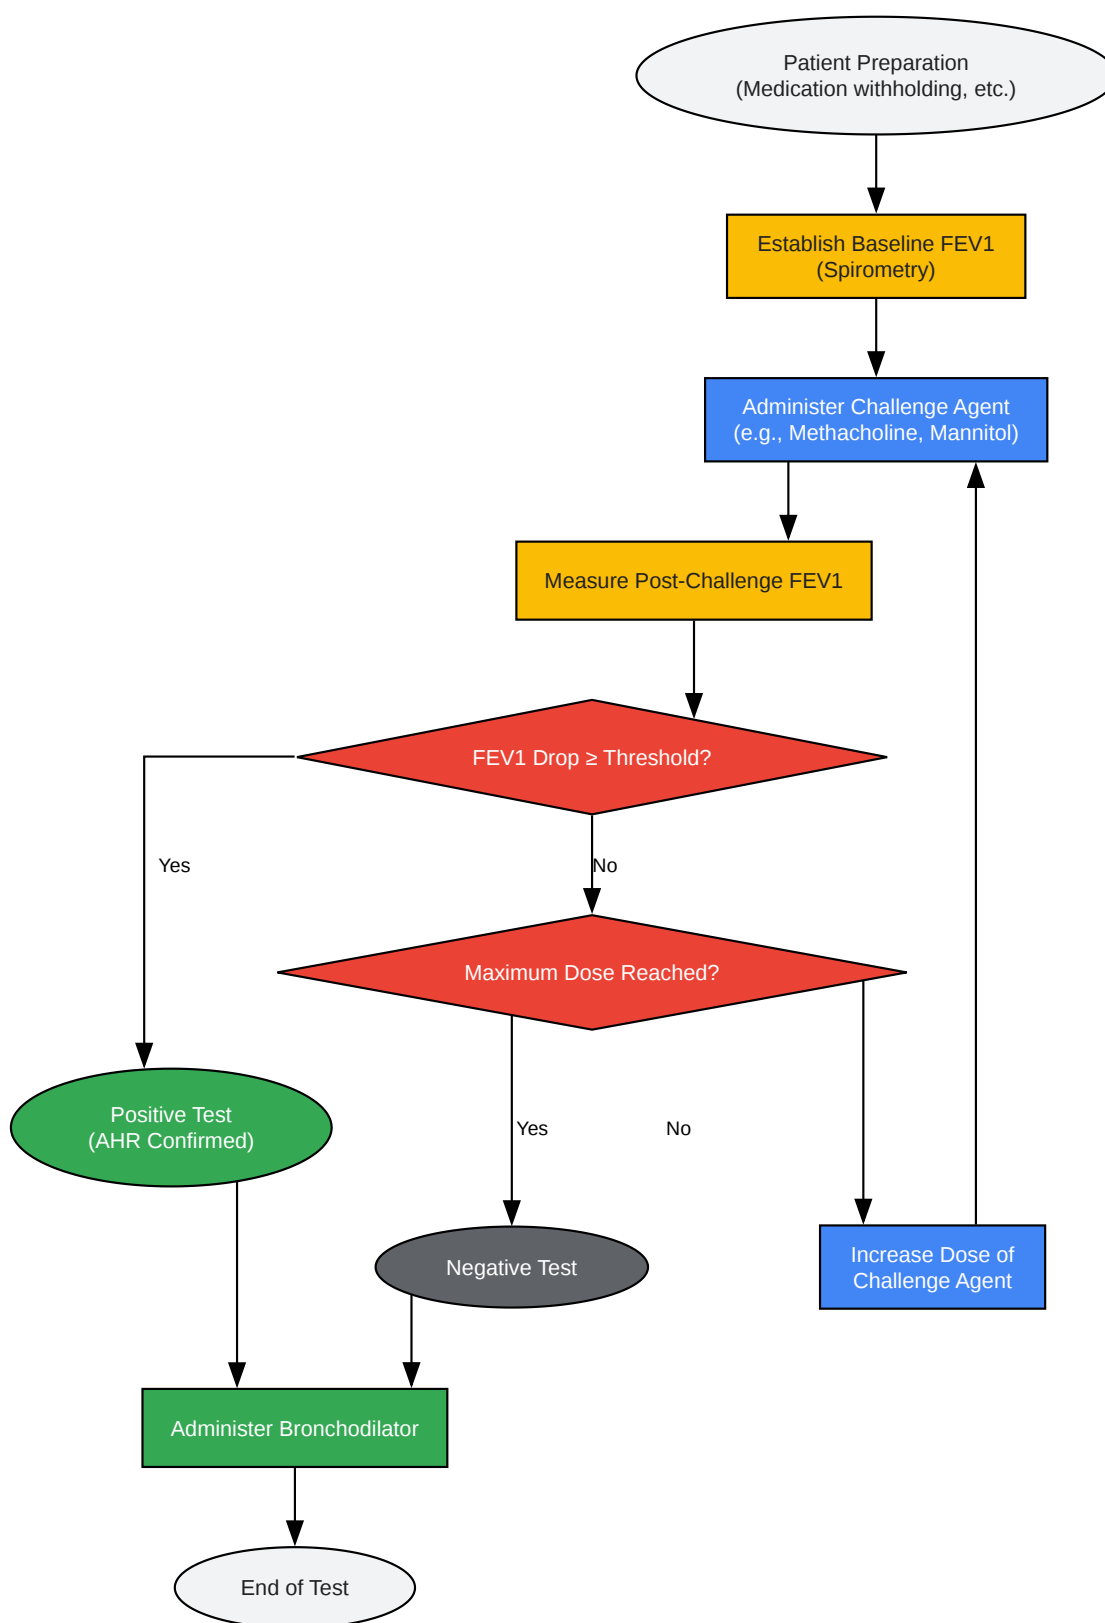 Patient Preparation
(Medication withholding, etc.)
Establish Baseline FEV1
(Spirometry)
Administer Challenge Agent
(e.g., Methacholine, Mannitol)
Measure Post-Challenge FEV1
FEV1 Drop ≥ Threshold?
Yes
No
Maximum Dose Reached?
Positive Test
(AHR Confirmed)
Yes
No
Negative Test
Increase Dose of
Challenge Agent
Administer Bronchodilator
End of Test